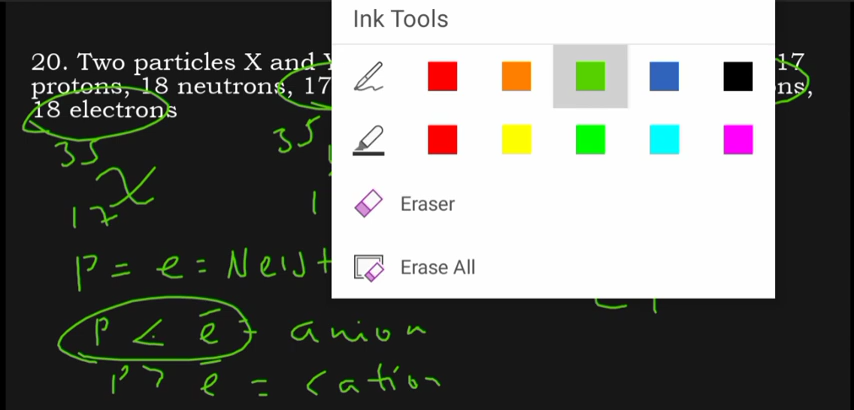 Ink Tools
20. Two particles X and 17
protons, 18 neutrons, 17 ns,
18 electrons
35 35
X
17 1
Eraser
p = e = Neut
Erase All
p < ē - anion
p > ē = cation